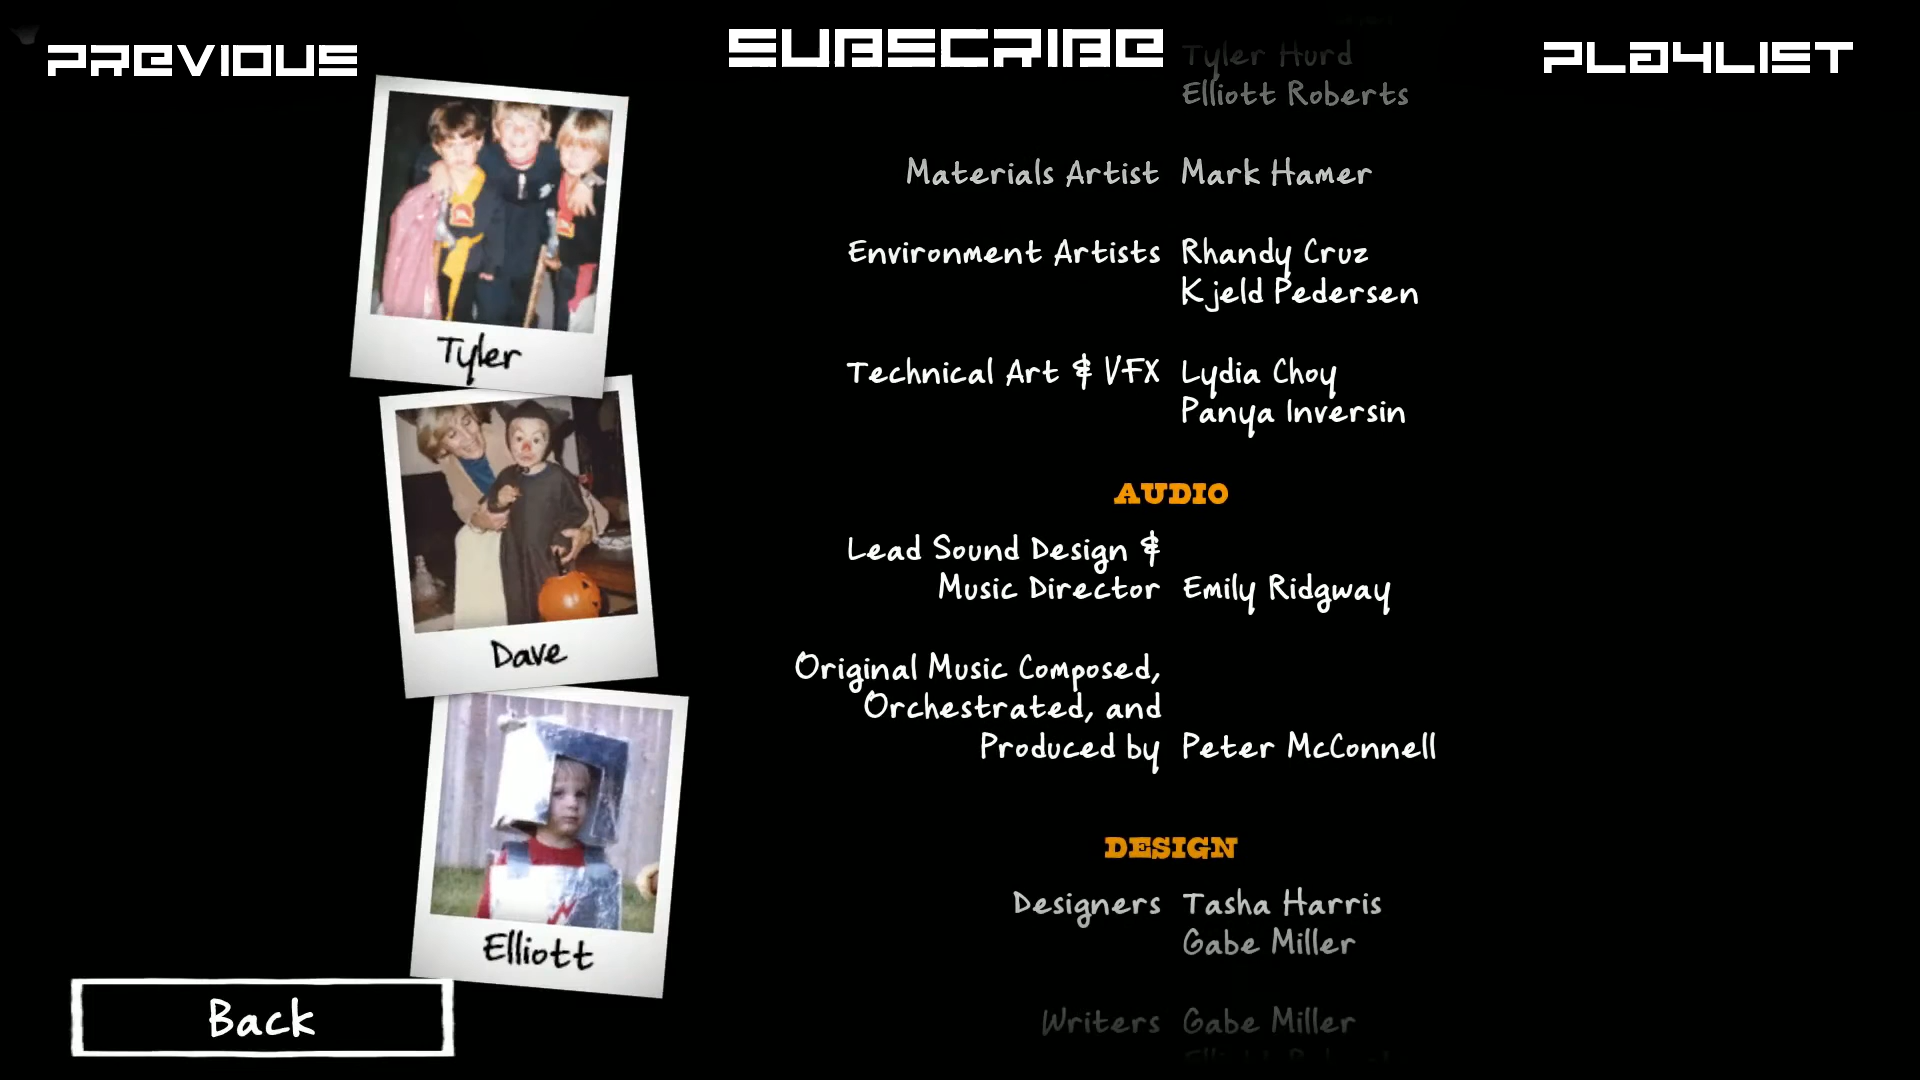 PREVIOUS
SUBSCRIBE
PLAYLIST
Tyler Hurd
Elliott Roberts
Materials Artist Mark Hamer
Environment Artists Rhandy Cruz
Kjeld Pedersen
Technical Art & VFX Lydia Choy
Panya Inversin
AUDIO
Lead Sound Design &
Music Director Emily Ridgway
Original Music Composed,
Orchestrated, and
Produced by Peter McConnell
DESIGN
Designers Tasha Harris
Gabe Miller
Writers Gabe Miller
Tyler
Dave
Elliott
Back